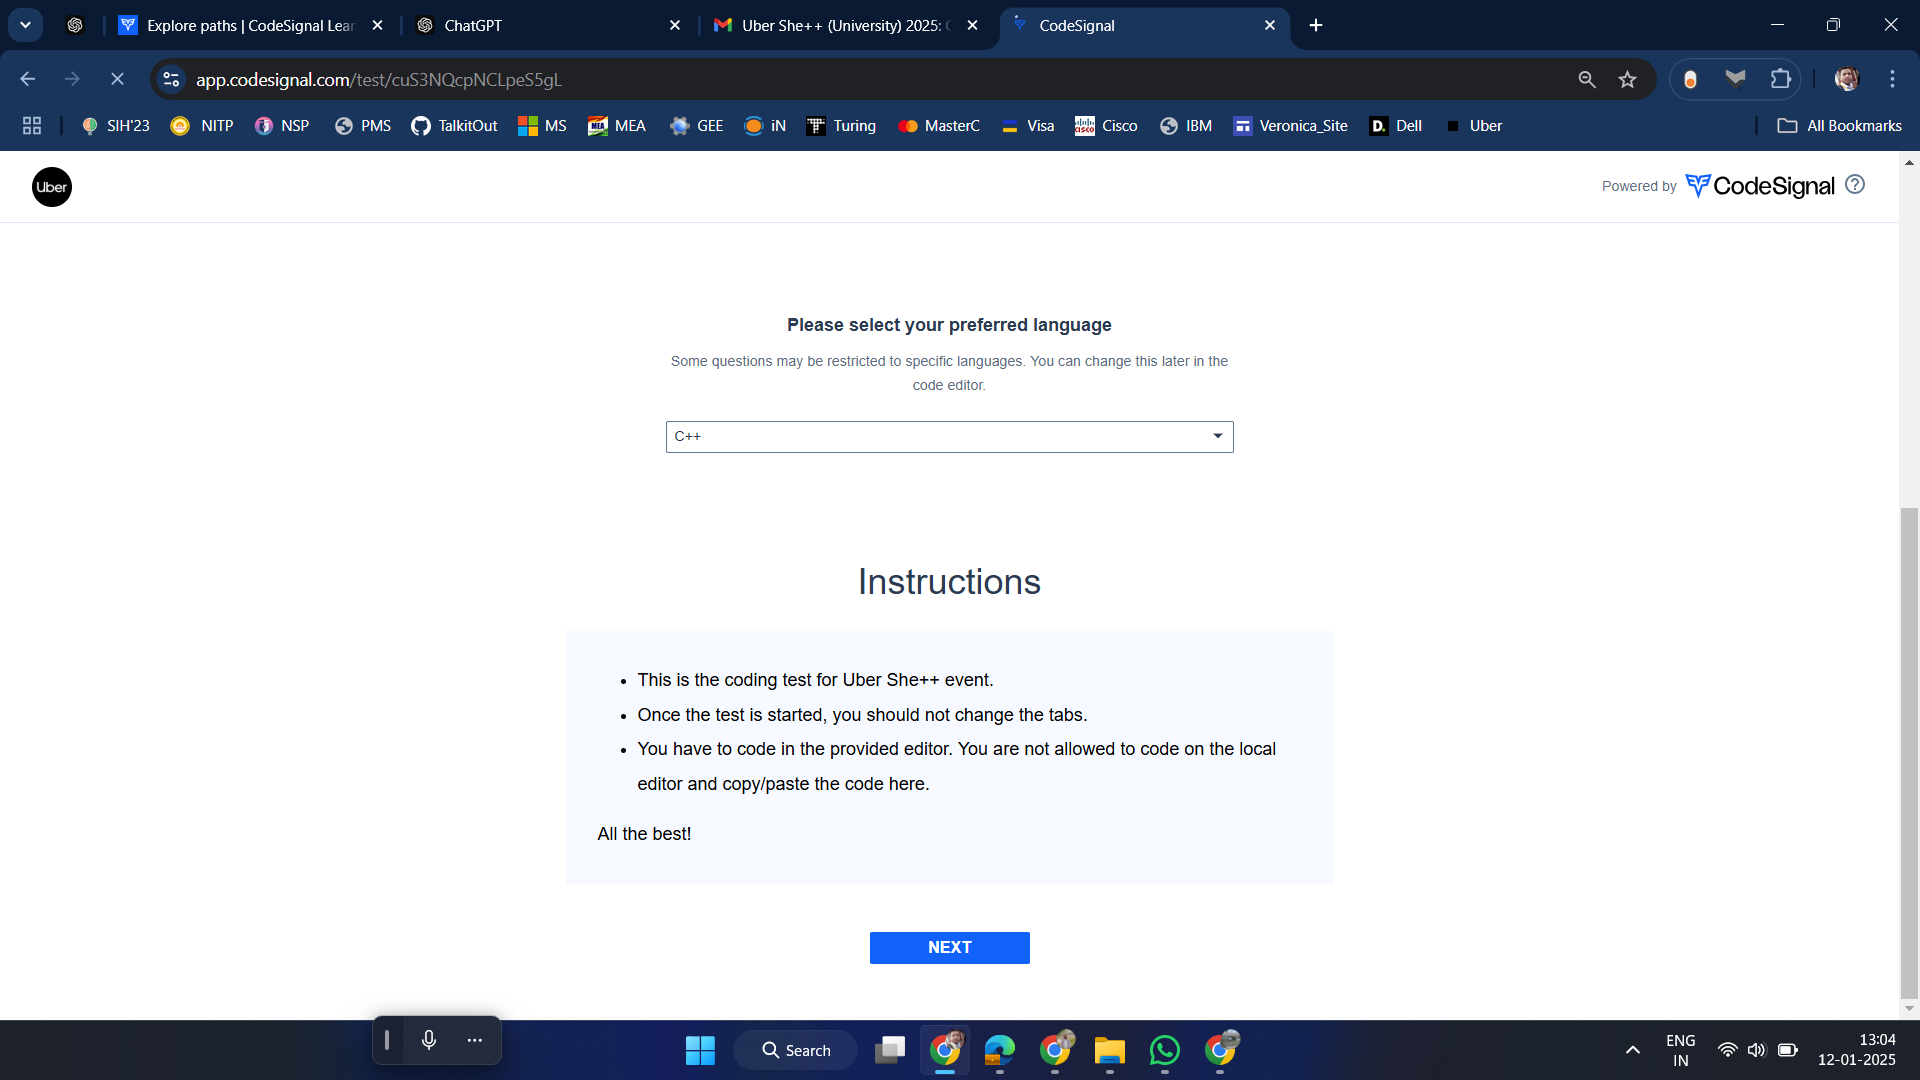 Explore paths | CodeSignal Lear
ChatGPT
Uber She++ (University) 2025: C
CodeSignal
app.codesignal.com/test/cuS3NQcpNCLpeS5gL
SIH'23
NITP
NSP
PMS
TalkitOut
MS
MEA
GEE
iN
Turing
MasterC
Visa
Cisco
IBM
Veronica_Site
Dell
Uber
All Bookmarks
Uber
Powered by CodeSignal
Please select your preferred language
Some questions may be restricted to specific languages. You can change this later in the
code editor.
C++
Instructions
• This is the coding test for Uber She++ event.
• Once the test is started, you should not change the tabs.
• You have to code in the provided editor. You are not allowed to code on the local
editor and copy/paste the code here.
All the best!
NEXT
Search
ENG
IN
13:04
12-01-2025